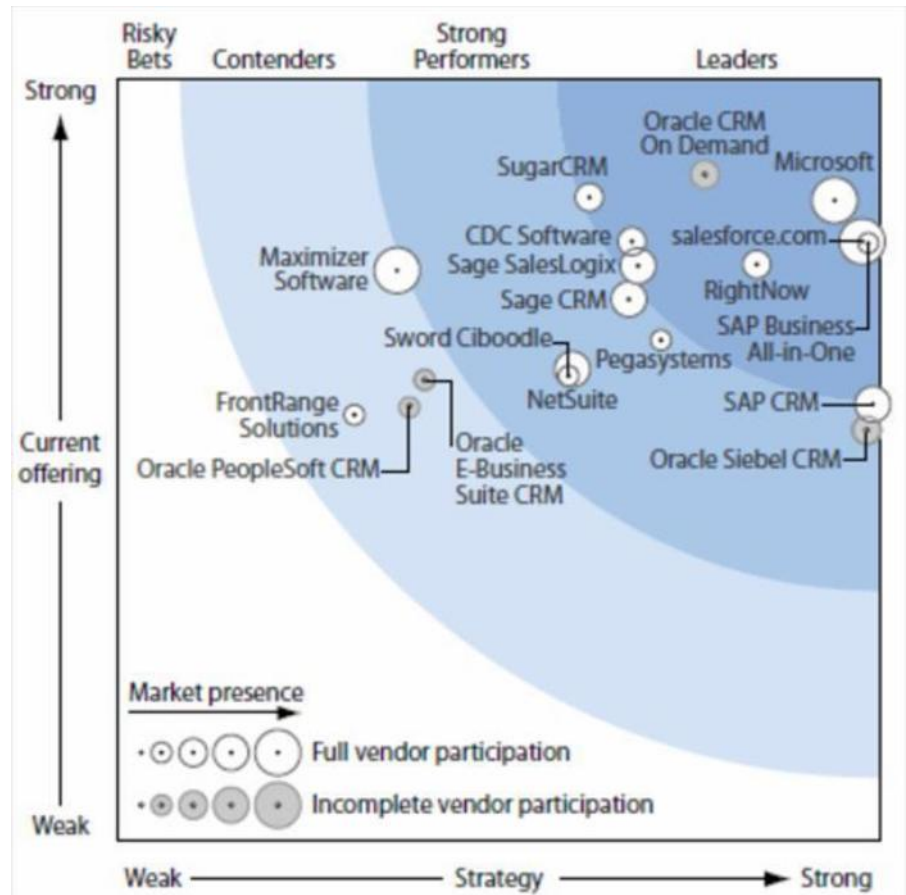 Risky
Bets
Contenders
Strong
Performers
Leaders
Strong
Oracle CRM
On Demand
Microsoft
SugarCRM
CDC Software
salesforce.com
Maximizer
Software
Sage SalesLogix
RightNow
Sage CRM
SAP Business
All-in-One
Sword Ciboodle
Pegasystems
NetSuite
FrontRange
Solutions
SAP CRM
Current
offering
Oracle PeopleSoft CRM
Oracle
E-Business
Suite CRM
Oracle Siebel CRM
Market presence
Full vendor participation
Incomplete vendor participation
Weak
Weak
Strategy
Strong